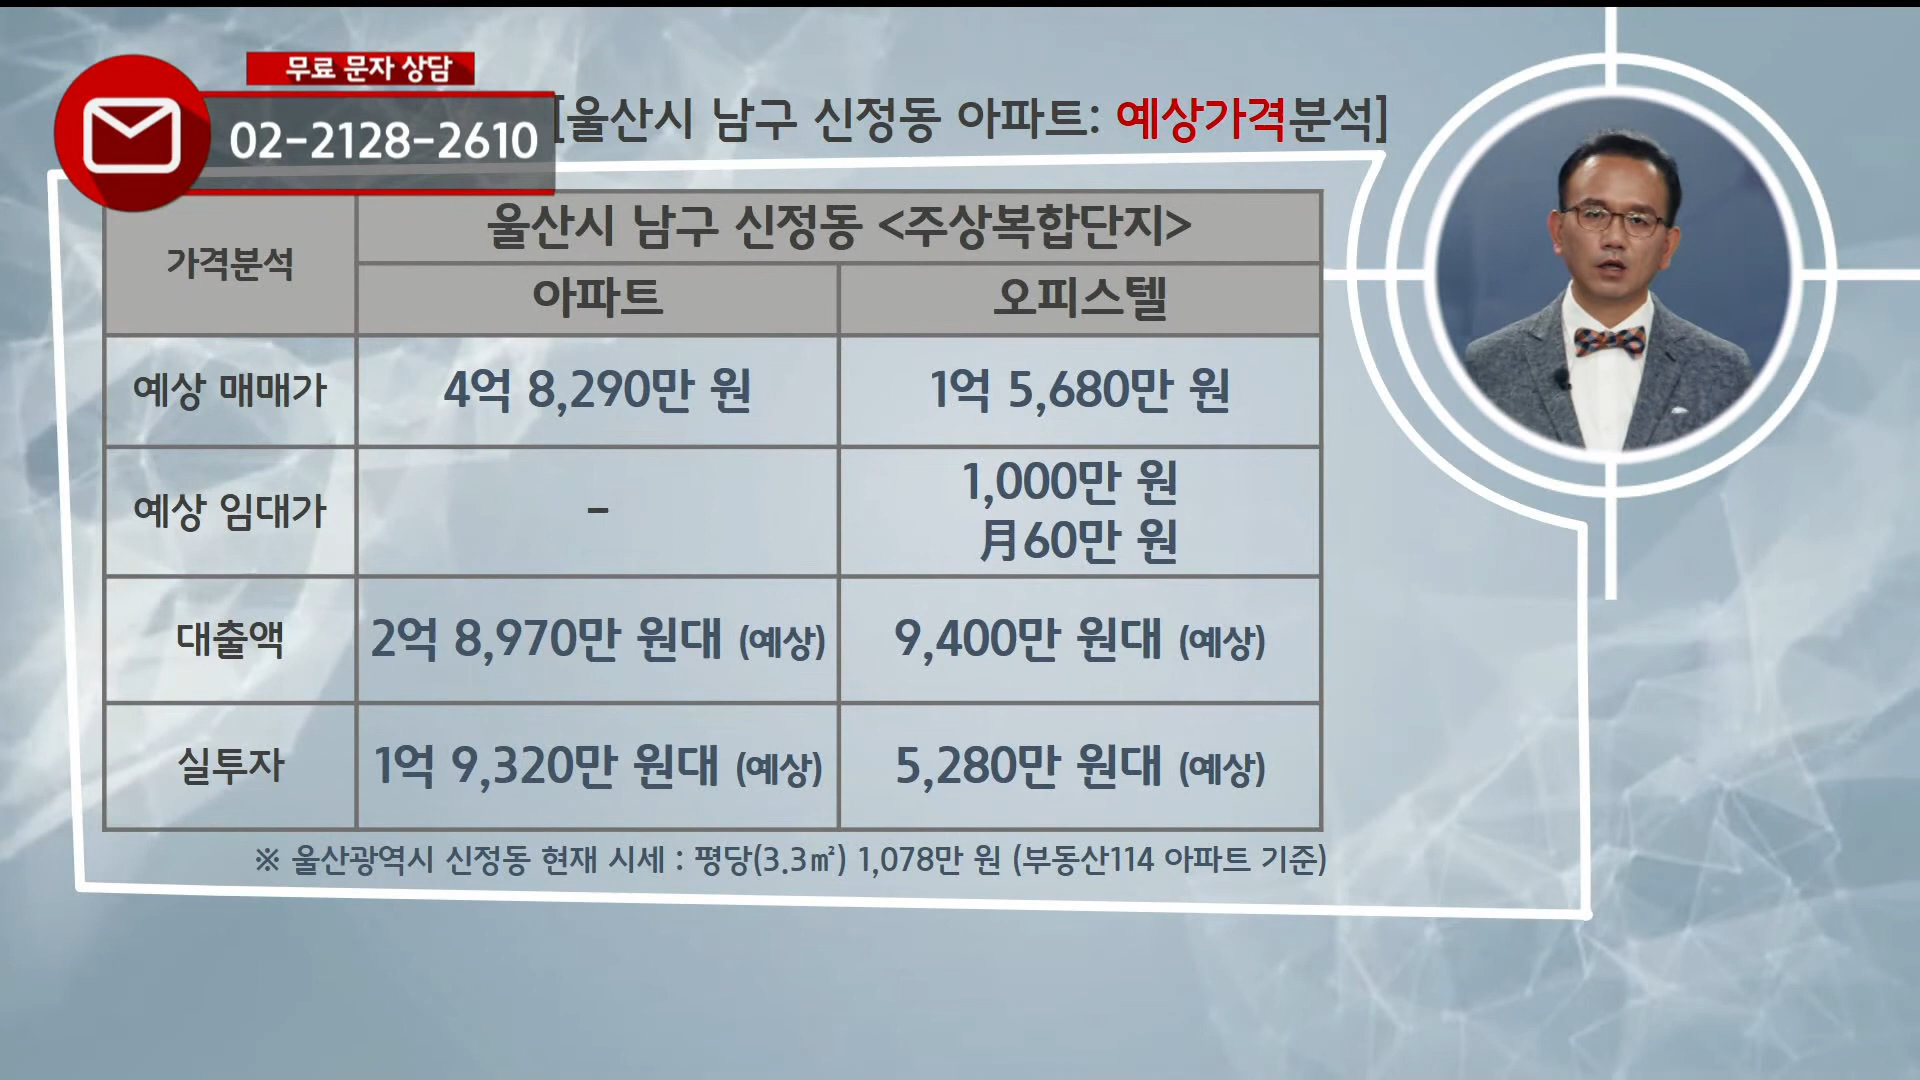 무료 문자 상담
02-2128-2610
[울산시 남구 신정동 아파트: 예상가격분석]
가격분석
울산시 남구 신정동 <주상복합단지>
아파트
오피스텔
예상 매매가
4억 8,290만 원
1억 5,680만 원
예상 임대가
-
1,000만 원
月60만 원
대출액
2억 8,970만 원대 (예상)
9,400만 원대 (예상)
실투자
1억 9,320만 원대 (예상)
5,280만 원대 (예상)
※ 울산광역시 신정동 현재 시세 : 평당(3.3㎡) 1,078만 원 (부동산114 아파트 기준)